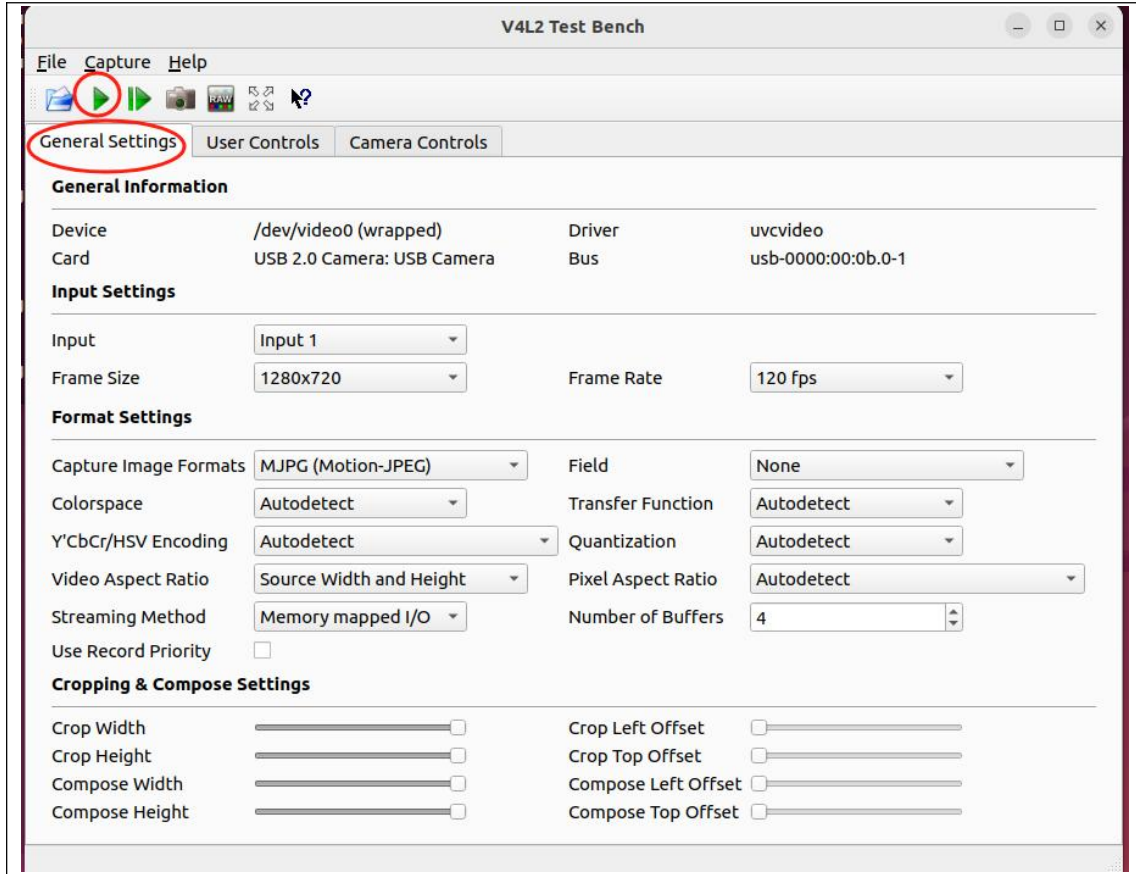 V4L2 Test Bench
File Capture Help
RAW
General Settings User Controls Camera Controls
General Information
Device /dev/video0 (wrapped) Driver uvcvideo
Card USB 2.0 Camera: USB Camera Bus usb-0000:00:0b.0-1
Input Settings
Input Input 1
Frame Size 1280x720 Frame Rate 120 fps
Format Settings
Capture Image Formats MJPG (Motion-JPEG) Field None
Colorspace Autodetect Transfer Function Autodetect
Y'CbCr/HSV Encoding Autodetect Quantization Autodetect
Video Aspect Ratio Source Width and Height Pixel Aspect Ratio Autodetect
Streaming Method Memory mapped I/O Number of Buffers 4
Use Record Priority
Cropping & Compose Settings
Crop Width Crop Left Offset
Crop Height Crop Top Offset
Compose Width Compose Left Offset
Compose Height Compose Top Offset